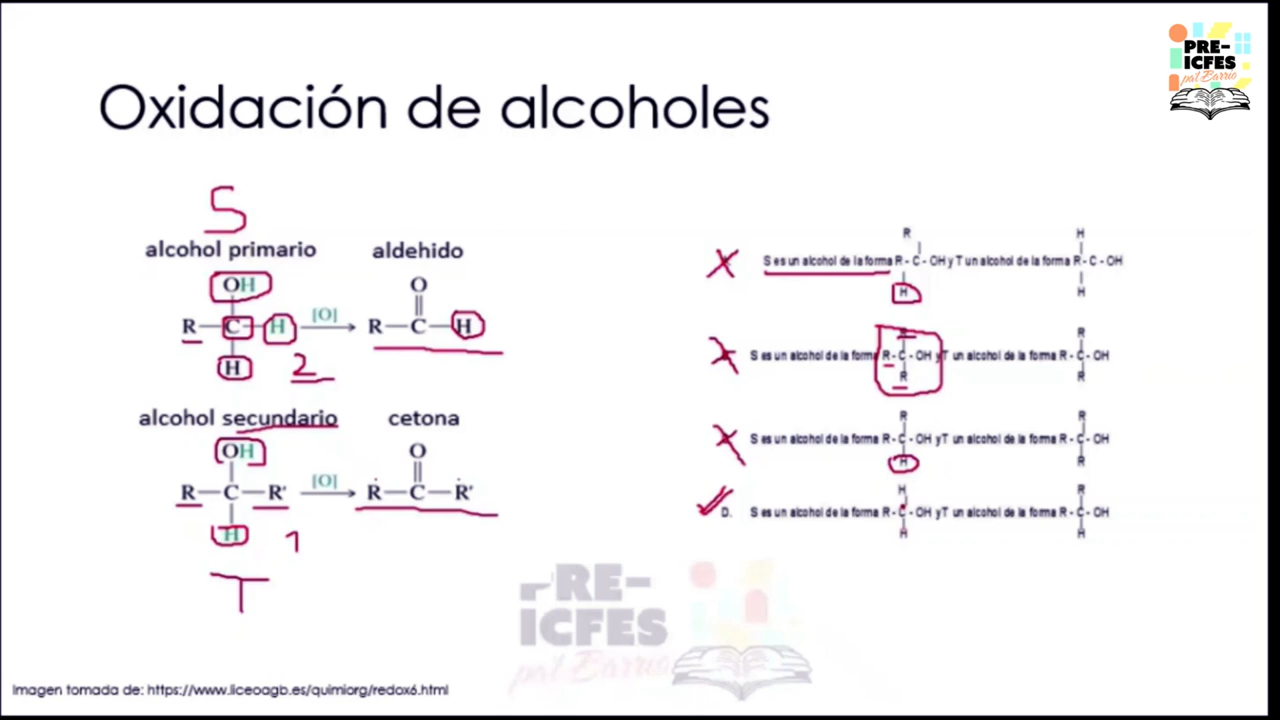 PRE-
ICFES
pal Barrio
Oxidación de alcoholes
S
alcohol primario
aldehido
OH
O
R—C—H
[O]
R—C—H
H
2
alcohol secundario
cetona
OH
O
R—C—R'
[O]
R—C—R'
H
1
T
R
H
S es un alcohol de la forma R - C - OH y T un alcohol de la forma R - C - OH
H
H
R
R
S es un alcohol de la forma R - C - OH y T un alcohol de la forma R - C - OH
R
R
R
R
S es un alcohol de la forma R - C - OH y T un alcohol de la forma R - C - OH
H
R
H
R
D. S es un alcohol de la forma R - C - OH y T un alcohol de la forma R - C - OH
H
R
PRE-
ICFES
pal Barrio
Imagen tomada de: https://www.liceoagb.es/quimiorg/redox6.html